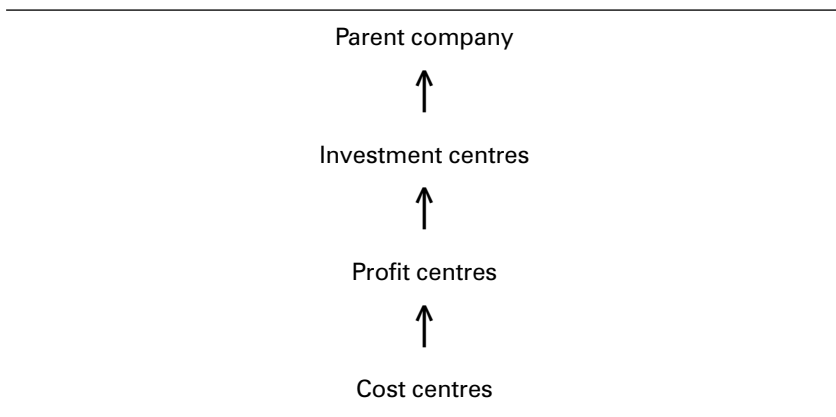 Parent company
Investment centres
Profit centres
Cost centres